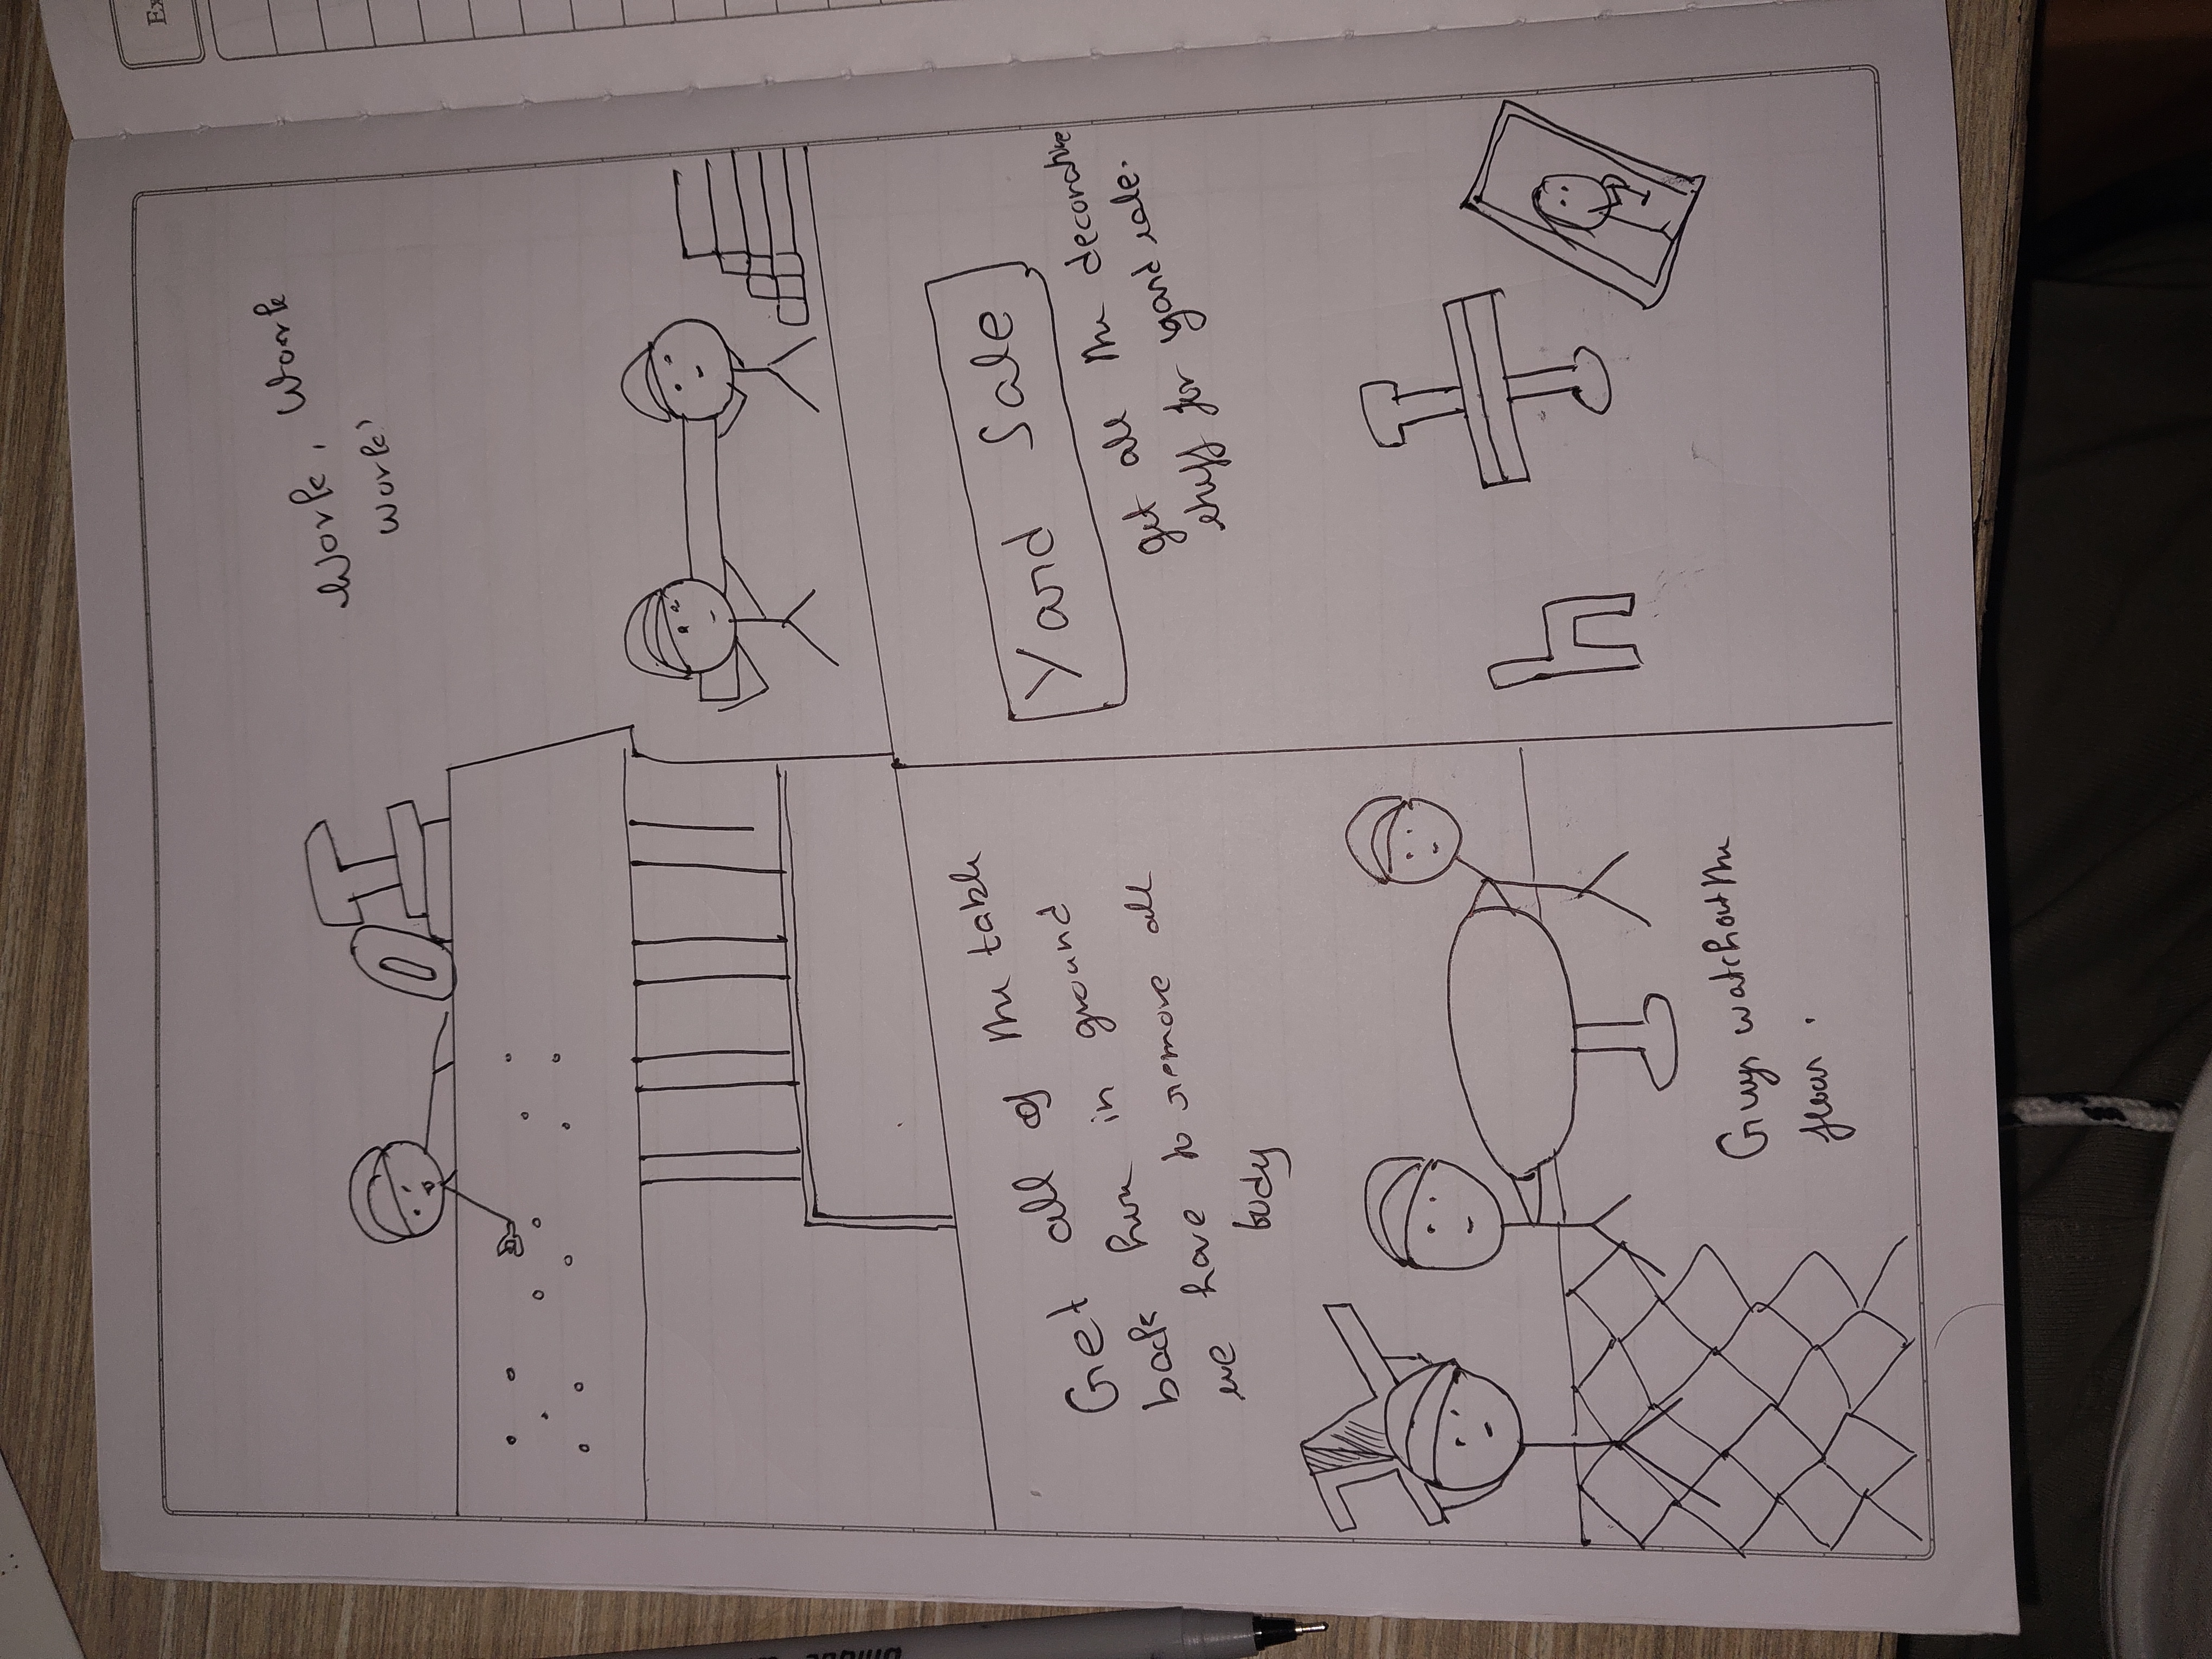 Work, Work
work'
Get all of the table
back here in ground
we have to remove all
body
Guys watchout the
floor.
Yard Sale
get all the decorative
stuff for yard sale.
Ex